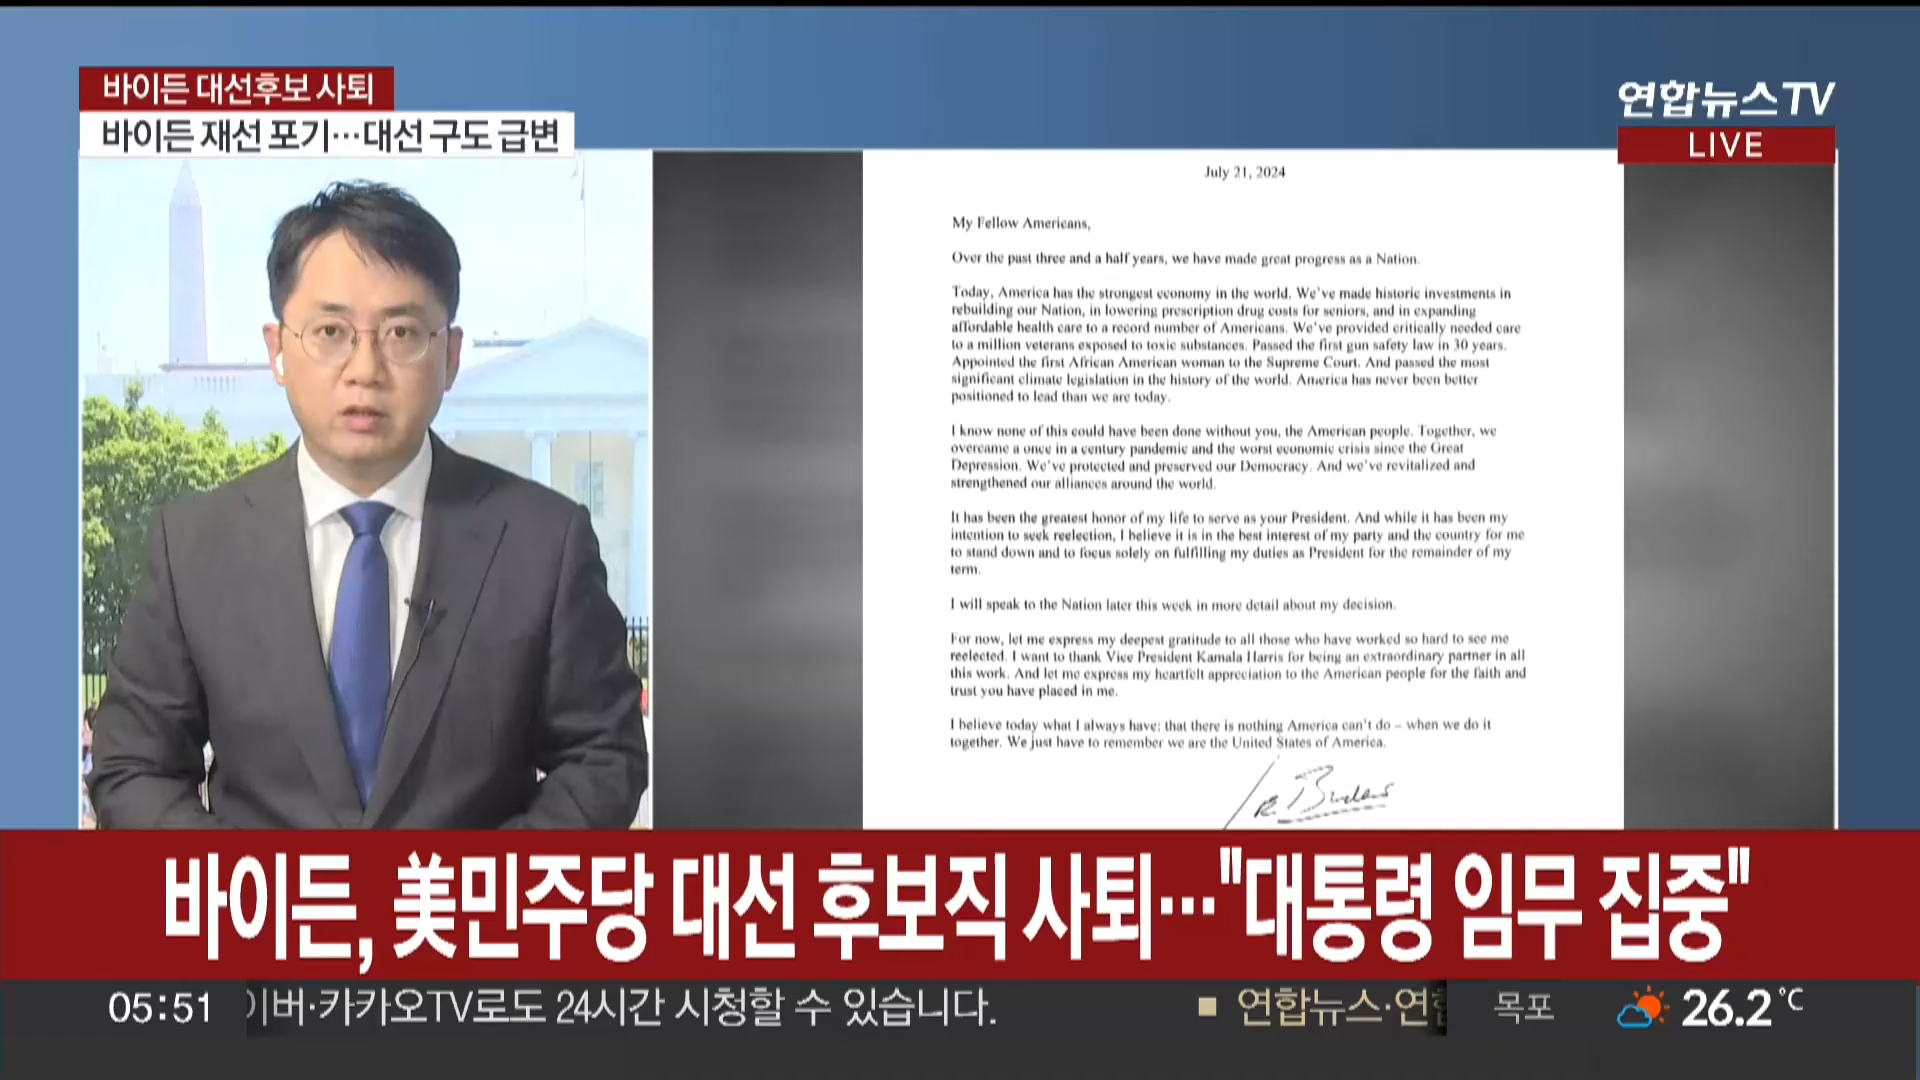 바이든 대선후보 사퇴
바이든 재선 포기…대선 구도 급변
연합뉴스TV
LIVE
July 21, 2024
My Fellow Americans,
Over the past three and a half years, we have made great progress as a Nation.
Today, America has the strongest economy in the world. We've made historic investments in
rebuilding our Nation, in lowering prescription drug costs for seniors, and in expanding
affordable health care to a record number of Americans. We've provided critically needed care
to a million veterans exposed to toxic substances. Passed the first gun safety law in 30 years.
Appointed the first African American woman to the Supreme Court. And passed the most
significant climate legislation in the history of the world. America has never been better
positioned to lead than we are today.
I know none of this could have been done without you, the American people. Together, we
overcame a once in a century pandemic and the worst economic crisis since the Great
Depression. We've protected and preserved our Democracy. And we've revitalized and
strengthened our alliances around the world.
It has been the greatest honor of my life to serve as your President. And while it has been my
intention to seek reelection, I believe it is in the best interest of my party and the country for me
to stand down and to focus solely on fulfilling my duties as President for the remainder of my
term.
I will speak to the Nation later this week in more detail about my decision.
For now, let me express my deepest gratitude to all those who have worked so hard to see me
reelected. I want to thank Vice President Kamala Harris for being an extraordinary partner in all
this work. And let me express my heartfelt appreciation to the American people for the faith and
trust you have placed in me.
I believe today what I always have: that there is nothing America can't do – when we do it
together. We just have to remember we are the United States of America.
바이든, 美민주당 대선 후보직 사퇴…"대통령 임무 집중"
05:51 이버·카카오TV로도 24시간 시청할 수 있습니다. ■ 연합뉴스·연합 목포 26.2℃